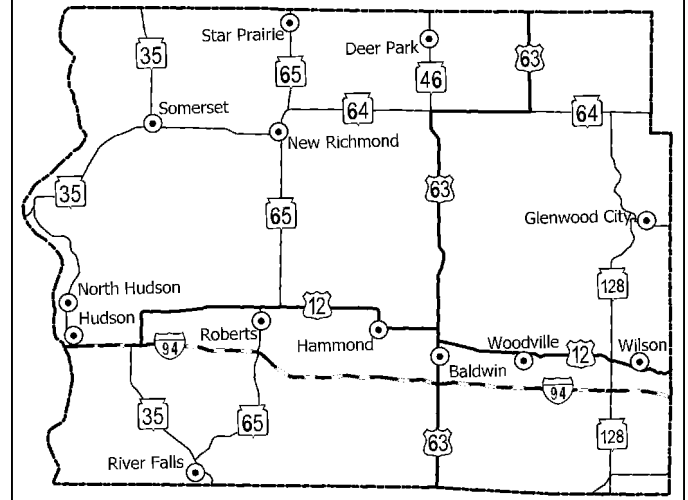 Star Prairie
Deer Park
35
65
46
63
Somerset
64
64
New Richmond
35
65
63
Glenwood City
North Hudson
128
12
Hudson
Roberts
Hammond
Woodville
12
Wilson
94
Baldwin
94
35
65
63
128
River Falls